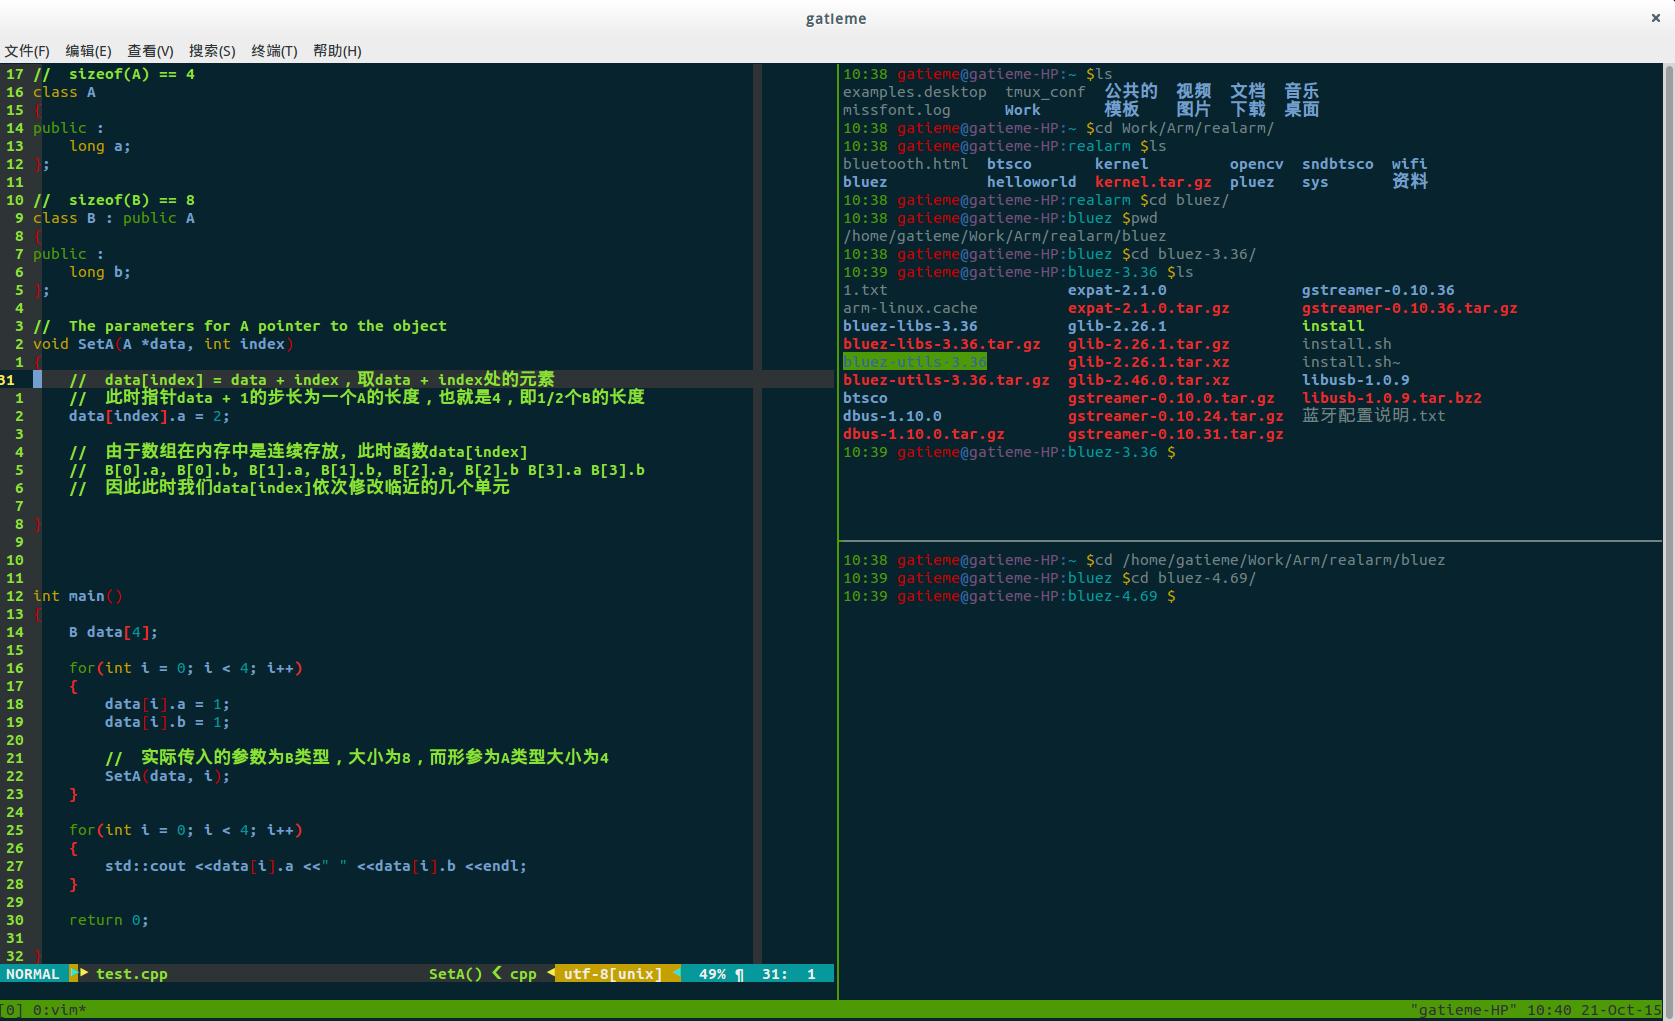 gatieme ×
文件(F) 编辑(E) 查看(V) 搜索(S) 终端(T) 帮助(H)
17 //  sizeof(A) == 4
16 class A
15 {
14 public :
13     long a;
12 };
11
10 //  sizeof(B) == 8
9 class B : public A
8 {
7 public :
6     long b;
5 };
4
3 //  The parameters for A pointer to the object
2 void SetA(A *data, int index)
1 {
31     //  data[index] = data + index，取data + index处的元素
1     //  此时指针data + 1的步长为一个A的长度，也就是4，即1/2个B的长度
2     data[index].a = 2;
3
4     //  由于数组在内存中是连续存放，此时函数data[index]
5     //  B[0].a, B[0].b, B[1].a, B[1].b, B[2].a, B[2].b B[3].a B[3].b
6     //  因此此时我们data[index]依次修改临近的几个单元
7
8 }
9
10
11
12 int main()
13 {
14     B data[4];
15
16     for(int i = 0; i < 4; i++)
17     {
18         data[i].a = 1;
19         data[i].b = 1;
20
21         //  实际传入的参数为B类型，大小为8，而形参为A类型大小为4
22         SetA(data, i);
23     }
24
25     for(int i = 0; i < 4; i++)
26     {
27         std::cout <<data[i].a <<" " <<data[i].b <<endl;
28     }
29
30     return 0;
31
32 }
NORMAL test.cpp SetA() ❮ cpp utf-8[unix] 49% ¶ 31: 1
10:38 gatieme@gatieme-HP:~ $ls
examples.desktop  tmux_conf  公共的  视频  文档  音乐
missfont.log      Work       模板    图片  下载  桌面
10:38 gatieme@gatieme-HP:~ $cd Work/Arm/realarm/
10:38 gatieme@gatieme-HP:realarm $ls
bluetooth.html  btsco       kernel         opencv  sndbtsco  wifi
bluez           helloworld  kernel.tar.gz  pluez   sys       资料
10:38 gatieme@gatieme-HP:realarm $cd bluez/
10:38 gatieme@gatieme-HP:bluez $pwd
/home/gatieme/Work/Arm/realarm/bluez
10:38 gatieme@gatieme-HP:bluez $cd bluez-3.36/
10:39 gatieme@gatieme-HP:bluez-3.36 $ls
1.txt                    expat-2.1.0               gstreamer-0.10.36
arm-linux.cache          expat-2.1.0.tar.gz        gstreamer-0.10.36.tar.gz
bluez-libs-3.36          glib-2.26.1               install
bluez-libs-3.36.tar.gz   glib-2.26.1.tar.gz        install.sh
bluez-utils-3.36         glib-2.26.1.tar.xz        install.sh~
bluez-utils-3.36.tar.gz  glib-2.46.0.tar.xz        libusb-1.0.9
btsco                    gstreamer-0.10.0.tar.gz   libusb-1.0.9.tar.bz2
dbus-1.10.0              gstreamer-0.10.24.tar.gz  蓝牙配置说明.txt
dbus-1.10.0.tar.gz       gstreamer-0.10.31.tar.gz
10:39 gatieme@gatieme-HP:bluez-3.36 $
10:38 gatieme@gatieme-HP:~ $cd /home/gatieme/Work/Arm/realarm/bluez
10:39 gatieme@gatieme-HP:bluez $cd bluez-4.69/
10:39 gatieme@gatieme-HP:bluez-4.69 $
[0] 0:vim* "gatieme-HP" 10:40 21-Oct-15